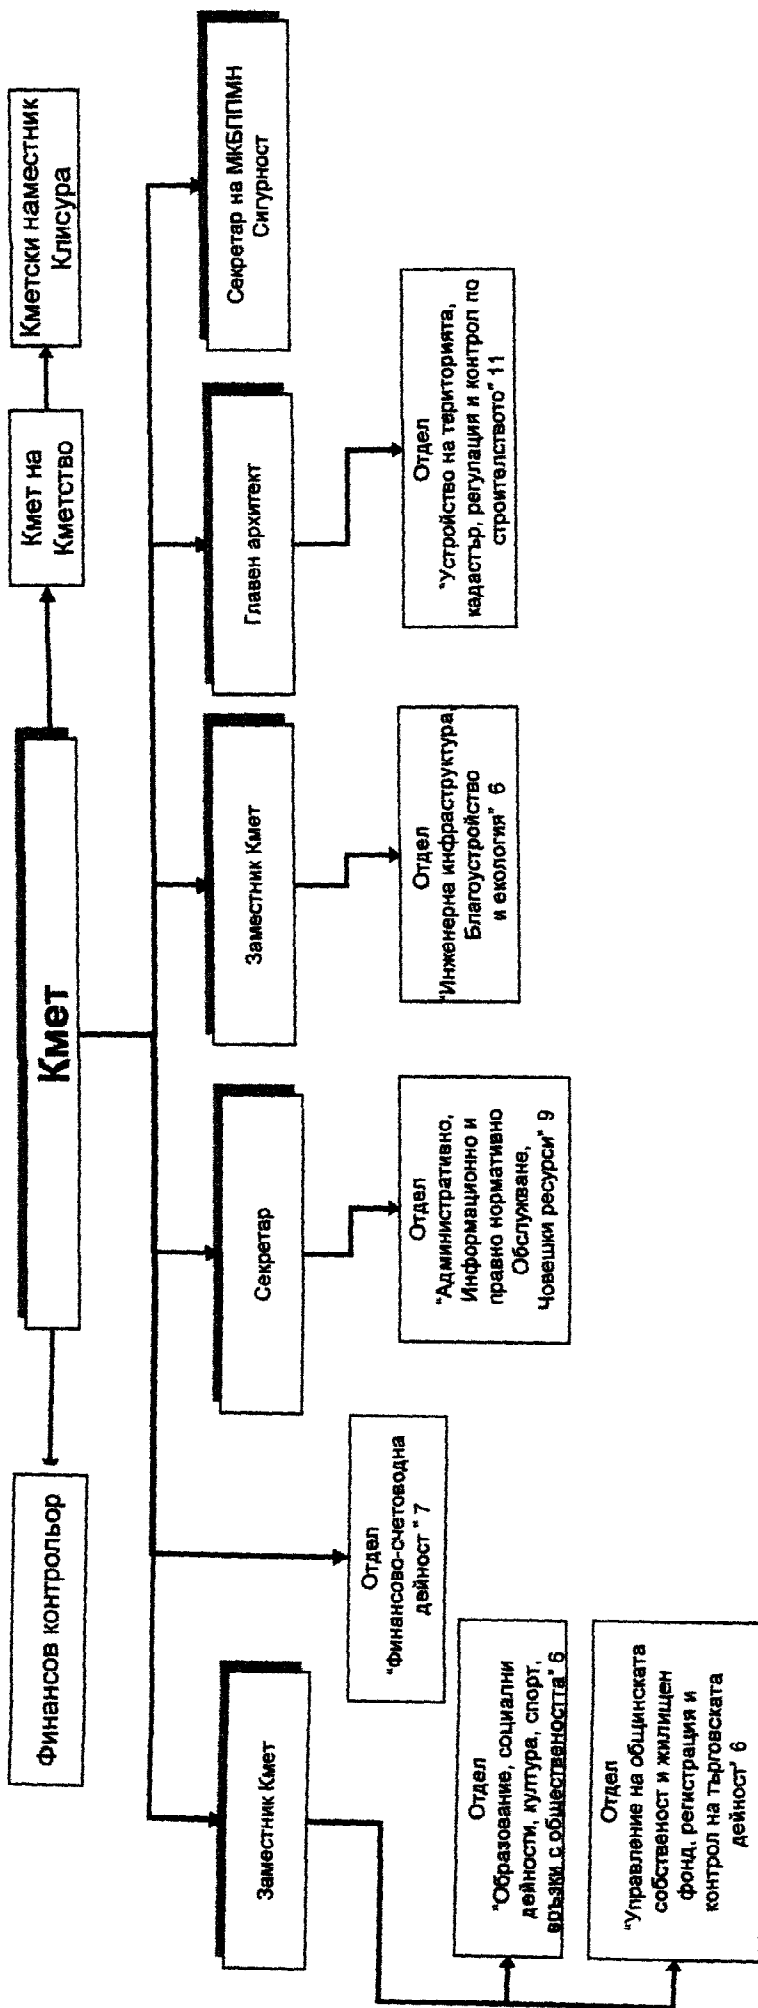 Финансов контрольор
Кмет
Кмет на
Кметство
Кметски наместник
Клисура
Заместник Кмет
Отдел
"Финансово-счетоводна
дейност " 7
Секретар
Заместник Кмет
Главен архитект
Секретар на МКБППМН
Сигурност
Отдел
"Образование, социални
дейности, култура, спорт,
връзки с обществеността" 6
Отдел
"Управление на общинската
собственост и жилищен
фонд, регистрация и
контрол на търговската
дейност" 6
Отдел
"Административно,
Информационно и
правно нормативно
Обслужване,
Човешки ресурси" 9
Отдел
"Инженерна инфраструктура,
Благоустройство
и екология" 6
Отдел
"Устройство на територията,
кадастър, регулации и контрол по
строителството" 11